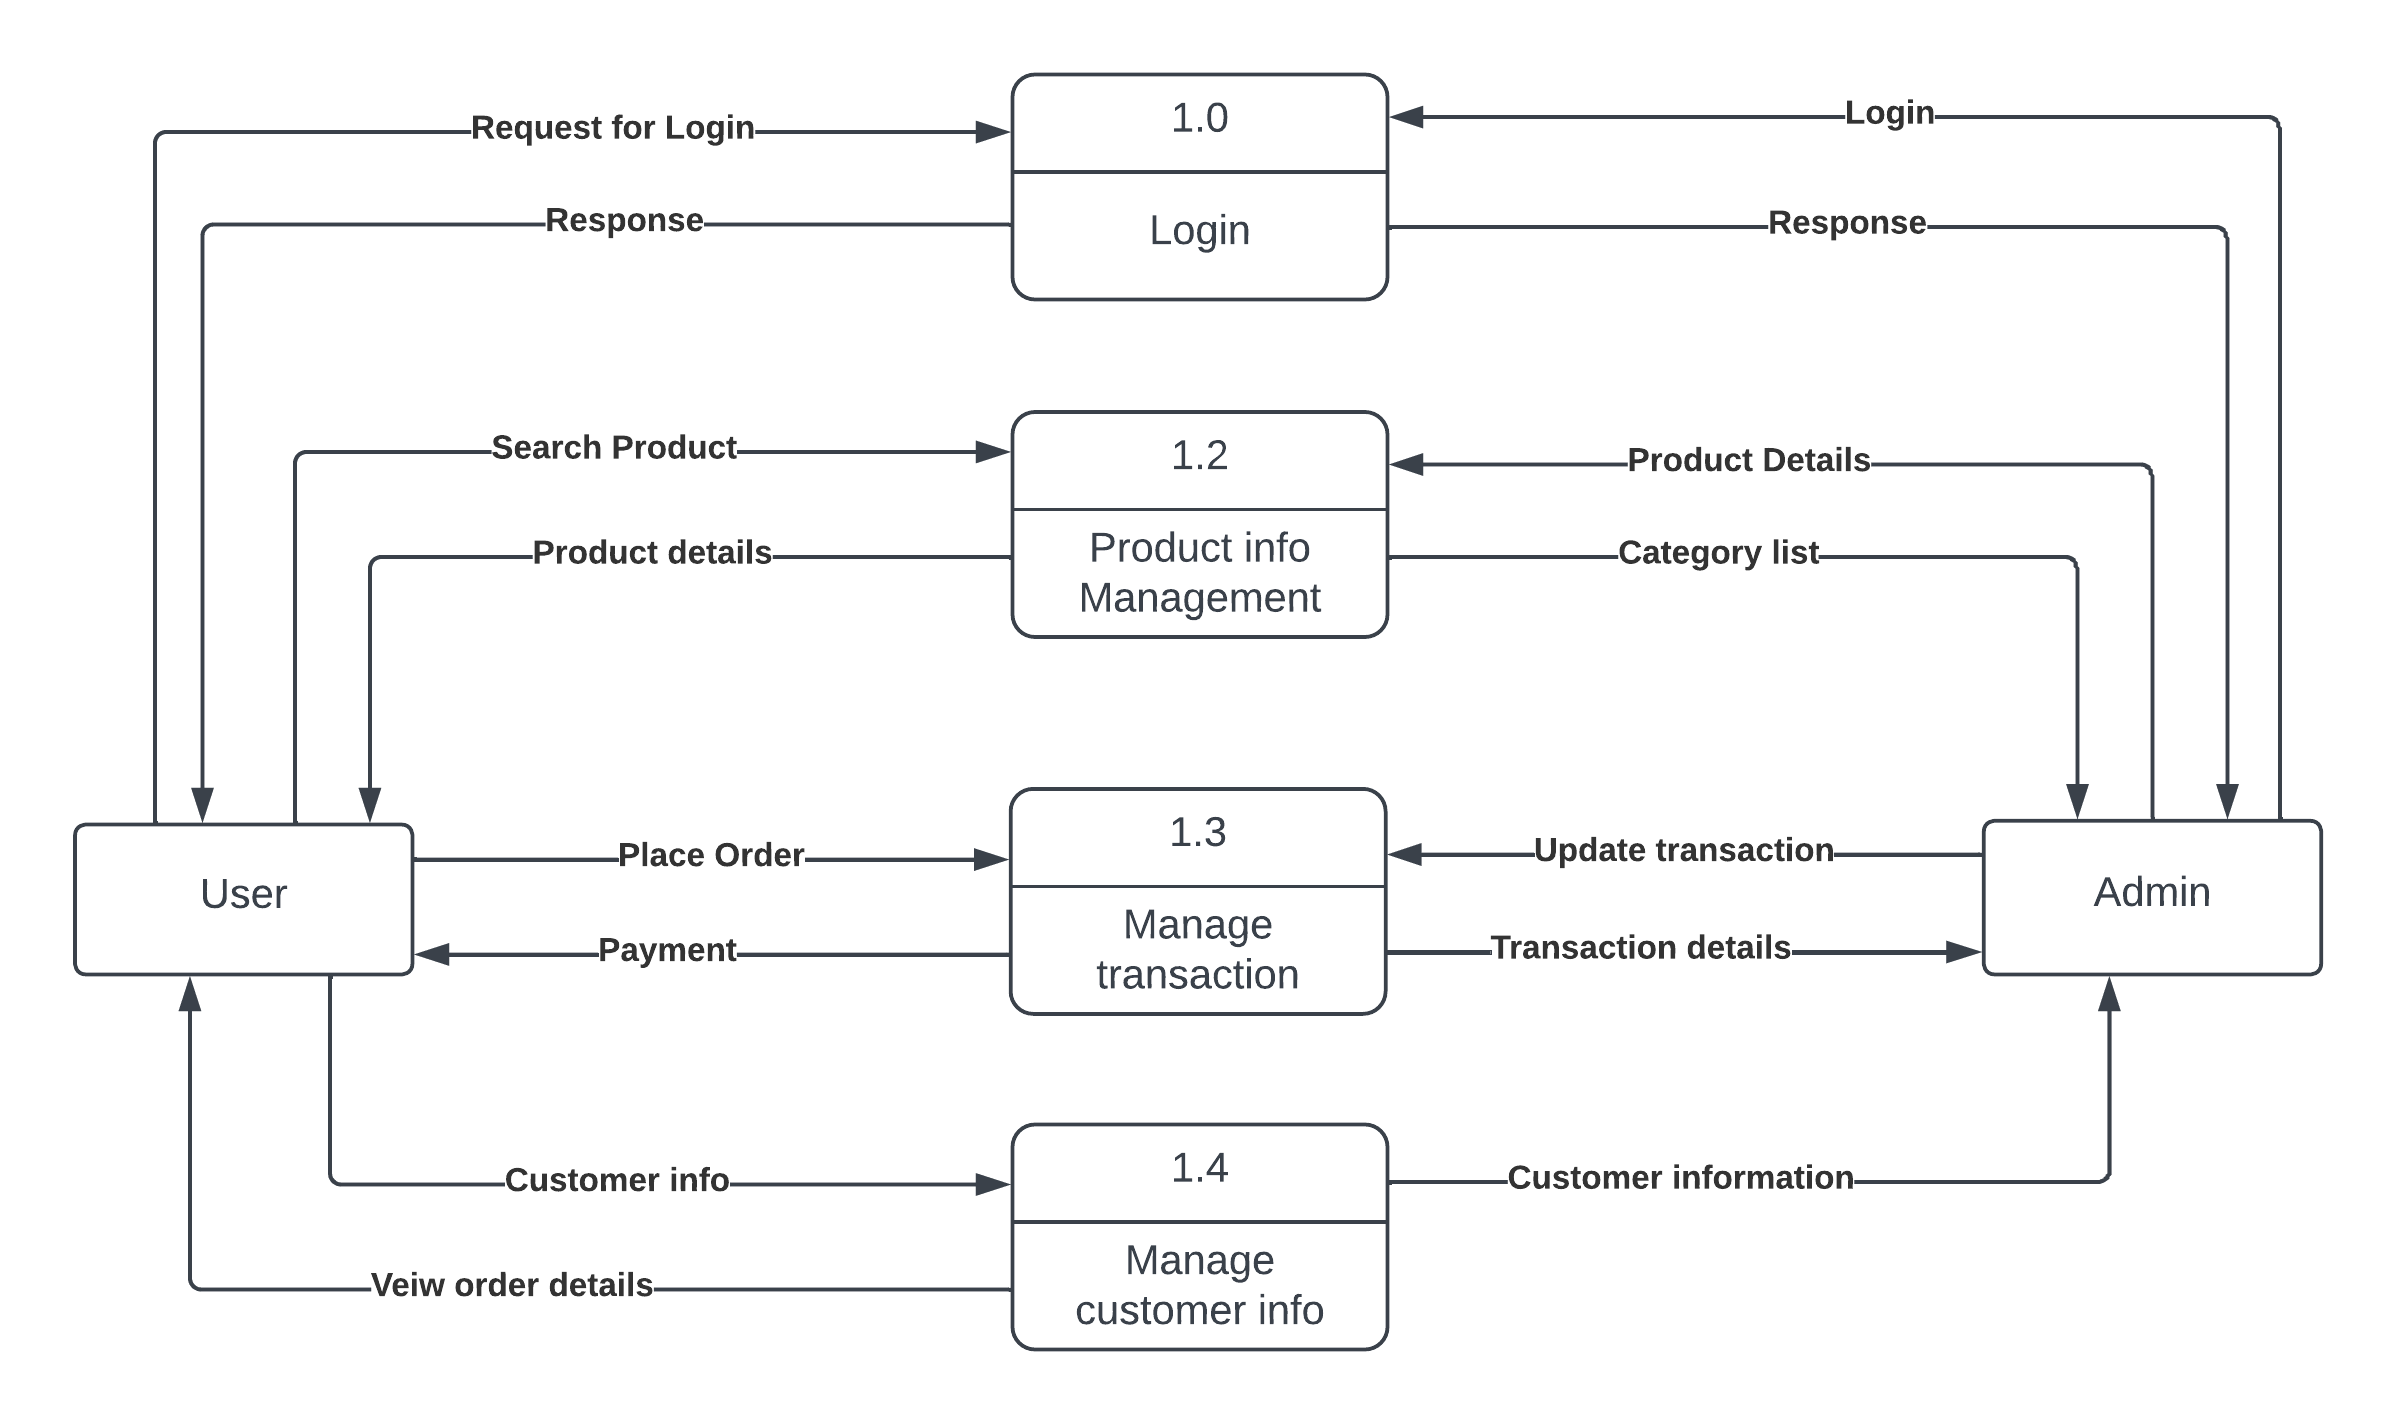 1.0
Request for Login
Login
Response
Login
Response
1.2
Search Product
Product Details
Product details
Product info
Management
Category list
1.3
Place Order
Update transaction
User
Admin
Payment
Manage
transaction
Transaction details
1.4
Customer info
Customer information
Veiw order details
Manage
customer info